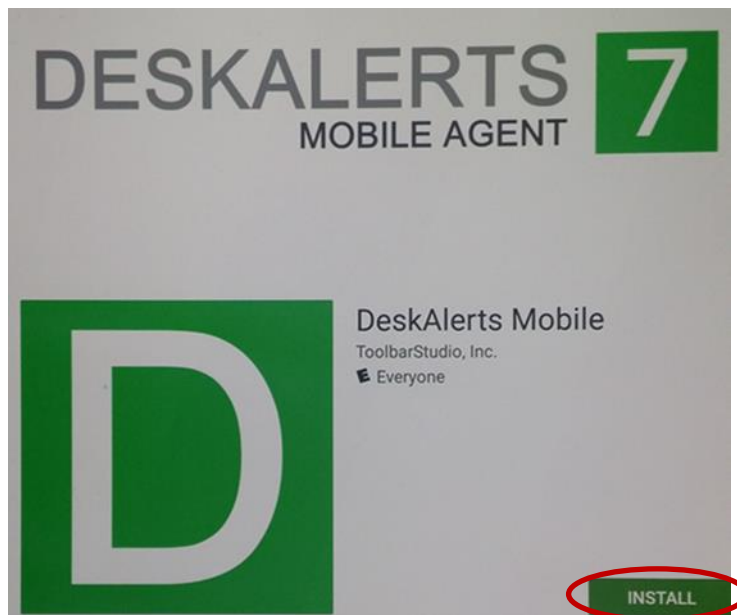 DESKALERTS 7
MOBILE AGENT
D
DeskAlerts Mobile
ToolbarStudio, Inc.
E Everyone
INSTALL